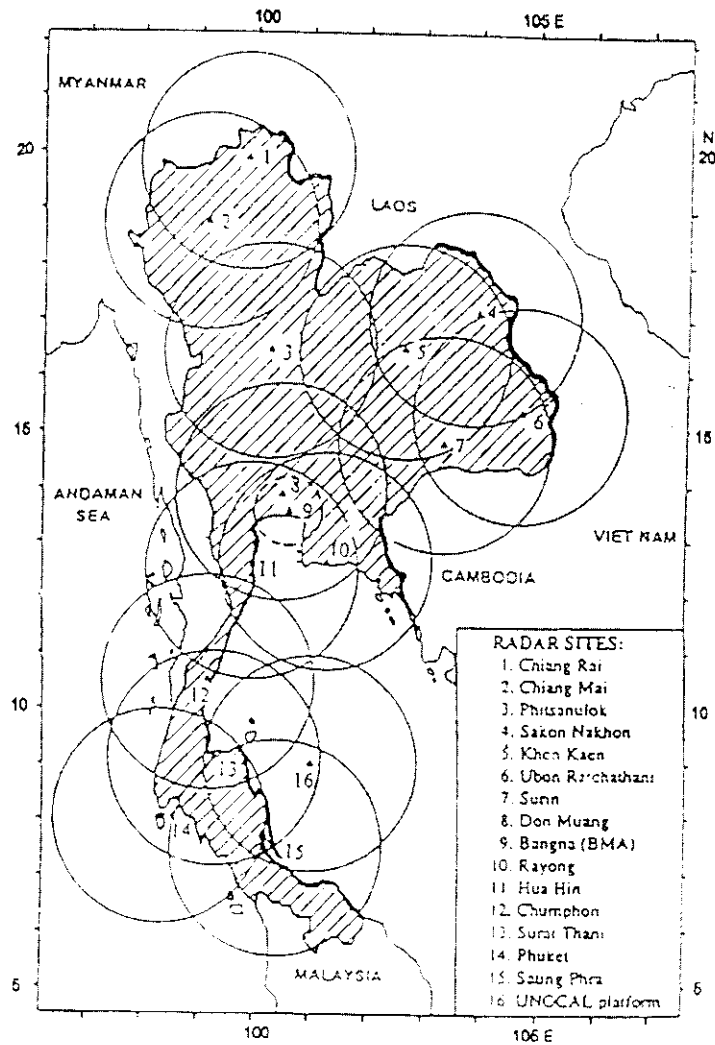 100
105 E
MYANMAR
20
N
20
1
LAOS
2
4
3
5
15
6
15
7
8
ANDAMAN
SEA
9
VIET NAM
10
11
CAMBODIA
RADAR SITES:
1. Chiang Rai
2. Chiang Mai
3. Phitsanulok
4. Sakon Nakhon
5. Khon Kaen
6. Ubon Ratchathani
7. Surin
8. Don Muang
9. Bangna (BMA)
10. Rayong
11. Hua Hin
12. Chumphon
13. Surat Thani
14. Phuket
15. Saung Phra
16. UNOCAL platform
10
10
12
13
16
14
15
5
5
MALAYSIA
100
106 E